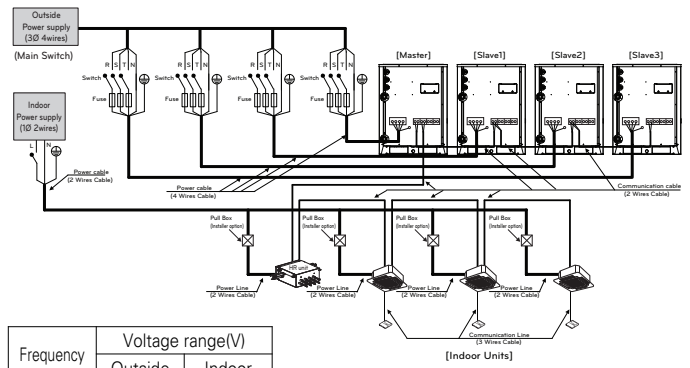 Outside
Power supply
(3Ø 4wires)
(Main Switch)
R S T N
Switch
Fuse
R S T N
Switch
Fuse
R S T N
Switch
Fuse
R S T N
Switch
Fuse
[Master]
[Slave1]
[Slave2]
[Slave3]
Indoor
Power supply
(1Ø 2wires)
L
N
Power cable
(2 Wires Cable)
Power cable
(4 Wires Cable)
Communication cable
(2 Wires Cable)
Pull Box
(Installer option)
Pull Box
(Installer option)
Pull Box
(Installer option)
Pull Box
(Installer option)
HR unit
Power Line
(2 Wires Cable)
Power Line
(2 Wires Cable)
Power Line
(2 Wires Cable)
Power Line
(2 Wires Cable)
Communication Line
(3 Wires Cable)
[Indoor Units]
Frequency
Voltage range(V)
Outside
Indoor